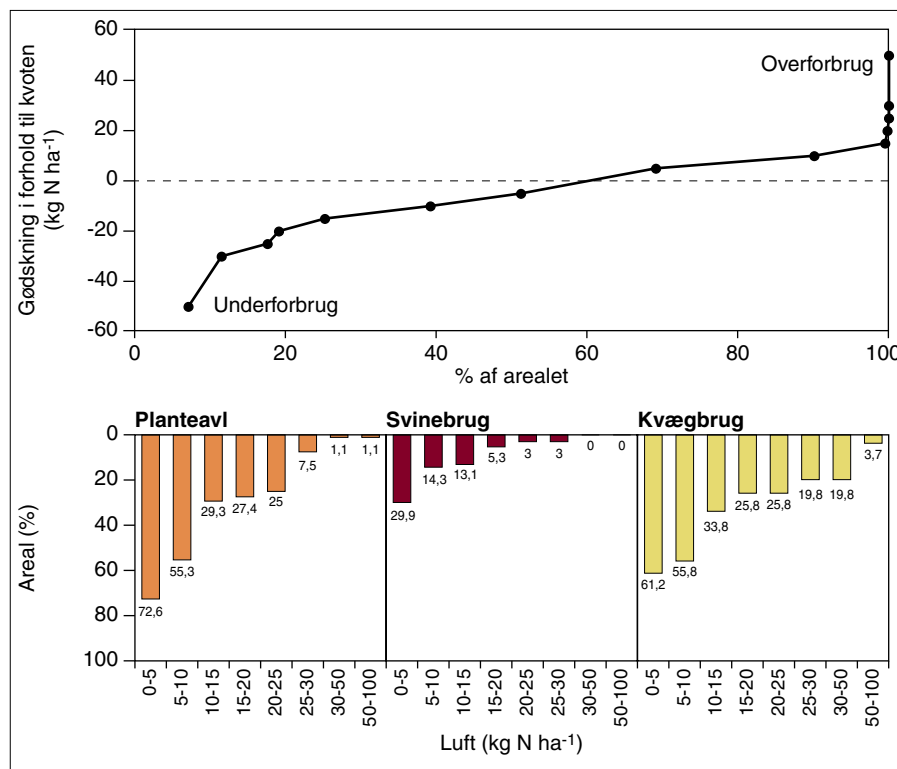 Gødskning i forhold til kvoten
(kg N ha-1)
60
40
20
0
-20
-40
-60
Overforbrug
Underforbrug
0 20 40 60 80 100
% af arealet
Planteavl Svinebrug Kvægbrug
Areal (%)
0
20
40
60
80
100
72,6 55,3 29,3 27,4 25 7,5 1,1 1,1
29,9 14,3 13,1 5,3 3 3 0 0
61,2 55,8 33,8 25,8 25,8 19,8 19,8 3,7
0-5 5-10 10-15 15-20 20-25 25-30 30-50 50-100 0-5 5-10 10-15 15-20 20-25 25-30 30-50 50-100 0-5 5-10 10-15 15-20 20-25 25-30 30-50 50-100
Luft (kg N ha-1)